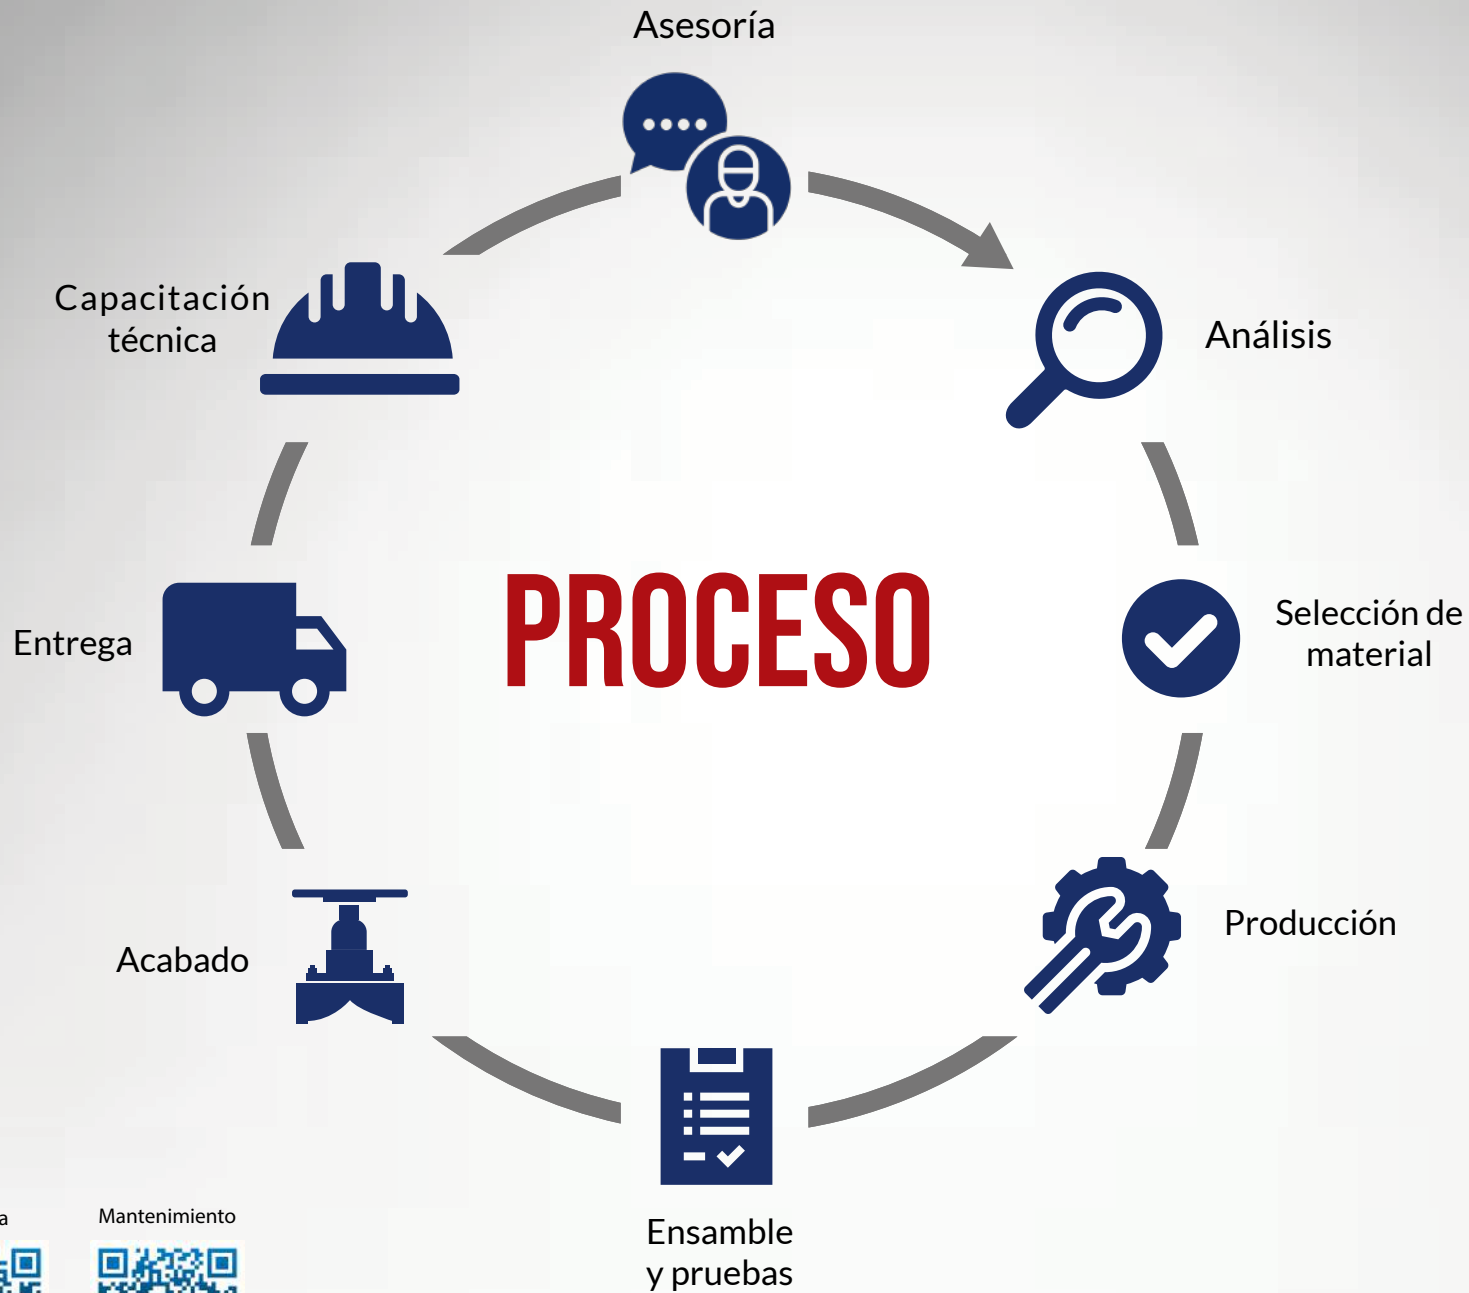 Asesoría
Análisis
Selección de
material
Producción
Ensamble
y pruebas
Acabado
Entrega
Capacitación
técnica
PROCESO
Mantenimiento